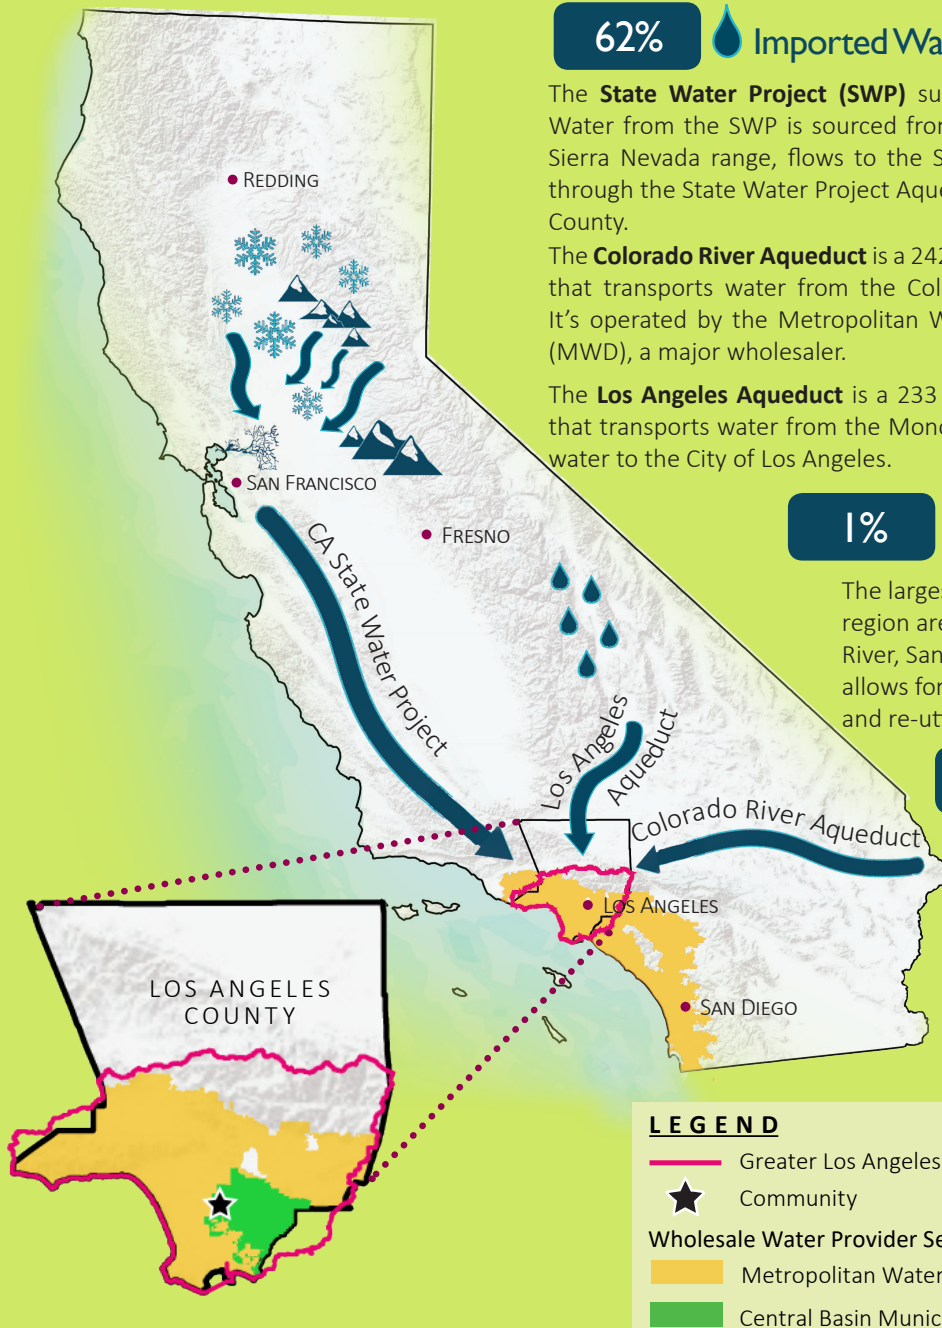 62%
Imported Wa
The State Water Project (SWP) su
Water from the SWP is sourced from
Sierra Nevada range, flows to the S
through the State Water Project Aque
County.
The Colorado River Aqueduct is a 242
that transports water from the Col
It’s operated by the Metropolitan W
(MWD), a major wholesaler.
The Los Angeles Aqueduct is a 233
that transports water from the Mono
water to the City of Los Angeles.
1%
The larges
region are
River, San
allows for
and re-ut
REDDING
SAN FRANCISCO
FRESNO
CA State Water Project
Los Angeles
Aqueduct
Colorado River Aqueduct
LOS ANGELES
SAN DIEGO
LOS ANGELES
COUNTY
LEGEND
Greater Los Angeles
Community
Wholesale Water Provider Se
Metropolitan Water
Central Basin Munic